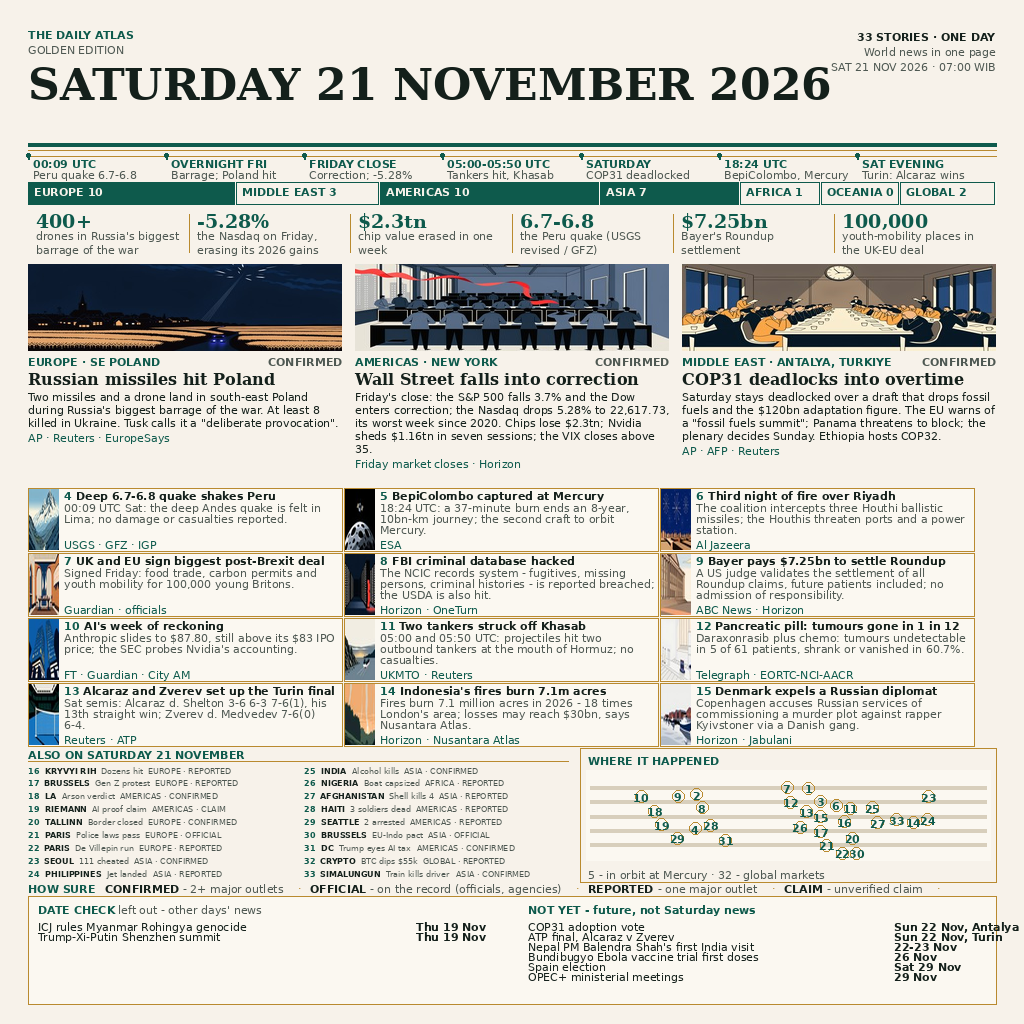 THE DAILY ATLAS
GOLDEN EDITION
33 STORIES · ONE DAY
World news in one page
SAT 21 NOV 2026 · 07:00 WIB
SATURDAY 21 NOVEMBER 2026
00:09 UTC
Peru quake 6.7-6.8
OVERNIGHT FRI
Barrage; Poland hit
FRIDAY CLOSE
Correction; -5.28%
05:00-05:50 UTC
Tankers hit, Khasab
SATURDAY
COP31 deadlocked
18:24 UTC
BepiColombo, Mercury
SAT EVENING
Turin: Alcaraz wins
EUROPE 10
MIDDLE EAST 3
AMERICAS 10
ASIA 7
AFRICA 1
OCEANIA 0
GLOBAL 2
400+
drones in Russia's biggest
barrage of the war
-5.28%
the Nasdaq on Friday,
erasing its 2026 gains
$2.3tn
chip value erased in one
week
6.7-6.8
the Peru quake (USGS
revised / GFZ)
$7.25bn
Bayer's Roundup
settlement
100,000
youth-mobility places in
the UK-EU deal
EUROPE · SE POLAND CONFIRMED
Russian missiles hit Poland
Two missiles and a drone land in south-east Poland
during Russia's biggest barrage of the war. At least 8
killed in Ukraine. Tusk calls it a "deliberate provocation".
AP · Reuters · EuropeSays
AMERICAS · NEW YORK CONFIRMED
Wall Street falls into correction
Friday's close: the S&P 500 falls 3.7% and the Dow
enters correction; the Nasdaq drops 5.28% to 22,617.73,
its worst week since 2020. Chips lose $2.3tn; Nvidia
sheds $1.16tn in seven sessions; the VIX closes above
35.
Friday market closes · Horizon
MIDDLE EAST · ANTALYA, TURKIYE CONFIRMED
COP31 deadlocks into overtime
Saturday stays deadlocked over a draft that drops fossil
fuels and the $120bn adaptation figure. The EU warns of
a "fossil fuels summit"; Panama threatens to block; the
plenary decides Sunday. Ethiopia hosts COP32.
AP · AFP · Reuters
4 Deep 6.7-6.8 quake shakes Peru
00:09 UTC Sat: the deep Andes quake is felt in
Lima; no damage or casualties reported.
USGS · GFZ · IGP
5 BepiColombo captured at Mercury
18:24 UTC: a 37-minute burn ends an 8-year,
10bn-km journey; the second craft to orbit
Mercury.
ESA
6 Third night of fire over Riyadh
The coalition intercepts three Houthi ballistic
missiles; the Houthis threaten ports and a power
station.
Al Jazeera
7 UK and EU sign biggest post-Brexit deal
Signed Friday: food trade, carbon permits and
youth mobility for 100,000 young Britons.
Guardian · officials
8 FBI criminal database hacked
The NCIC records system - fugitives, missing
persons, criminal histories - is reported breached;
the USDA is also hit.
Horizon · OneTurn
9 Bayer pays $7.25bn to settle Roundup
A US judge validates the settlement of all
Roundup claims, future patients included; no
admission of responsibility.
ABC News · Horizon
10 AI's week of reckoning
Anthropic slides to $87.80, still above its $83 IPO
price; the SEC probes Nvidia's accounting.
FT · Guardian · City AM
11 Two tankers struck off Khasab
05:00 and 05:50 UTC: projectiles hit two
outbound tankers at the mouth of Hormuz; no
casualties.
UKMTO · Reuters
12 Pancreatic pill: tumours gone in 1 in 12
Daraxonrasib plus chemo: tumours undetectable
in 5 of 61 patients, shrank or vanished in 60.7%.
Telegraph · EORTC-NCI-AACR
13 Alcaraz and Zverev set up the Turin final
Sat semis: Alcaraz d. Shelton 3-6 6-3 7-6(1), his
13th straight win; Zverev d. Medvedev 7-6(0)
6-4.
Reuters · ATP
14 Indonesia's fires burn 7.1m acres
Fires burn 7.1 million acres in 2026 - 18 times
London's area; losses may reach $30bn, says
Nusantara Atlas.
Horizon · Nusantara Atlas
15 Denmark expels a Russian diplomat
Copenhagen accuses Russian services of
commissioning a murder plot against rapper
Kyivstoner via a Danish gang.
Horizon · Jabulani
ALSO ON SATURDAY 21 NOVEMBER
16 KRYVYI RIH Dozens hit EUROPE · REPORTED
17 BRUSSELS Gen Z protest EUROPE · REPORTED
18 LA Arson verdict AMERICAS · CONFIRMED
19 RIEMANN AI proof claim AMERICAS · CLAIM
20 TALLINN Border closed EUROPE · CONFIRMED
21 PARIS Police laws pass EUROPE · OFFICIAL
22 PARIS De Villepin run EUROPE · REPORTED
23 SEOUL 111 cheated ASIA · CONFIRMED
24 PHILIPPINES Jet landed ASIA · CONFIRMED
25 INDIA Alcohol kills ASIA · CONFIRMED
26 NIGERIA Boat capsized AFRICA · REPORTED
27 AFGHANISTAN Shell kills 4 ASIA · REPORTED
28 HAITI 3 soldiers dead AMERICAS · REPORTED
29 SEATTLE 2 arrested AMERICAS · REPORTED
30 BRUSSELS EU-Indo pact ASIA · OFFICIAL
31 DC Trump eyes AI tax AMERICAS · CONFIRMED
32 CRYPTO BTC dips $55k GLOBAL · REPORTED
33 SIMALUNGUN Train kills driver ASIA · CONFIRMED
WHERE IT HAPPENED
7 1
10 9 2 23
12 3 6 11 25
18 8 13 15
19 28 4 26 17 16 27 33 14 24
29 31 21 20
22 30
5 - in orbit at Mercury · 32 - global markets
HOW SURE CONFIRMED - 2+ major outlets · OFFICIAL - on the record (officials, agencies) · REPORTED - one major outlet · CLAIM - unverified claim ·
DATE CHECK left out - other days' news
ICJ rules Myanmar Rohingya genocide Thu 19 Nov
Trump-Xi-Putin Shenzhen summit Thu 19 Nov
NOT YET - future, not Saturday news
COP31 adoption vote Sun 22 Nov, Antalya
ATP final, Alcaraz v Zverev Sun 22 Nov, Turin
Nepal PM Balendra Shah's first India visit 22-23 Nov
Bundibugyo Ebola vaccine trial first doses 26 Nov
Spain election Sat 29 Nov
OPEC+ ministerial meetings 29 Nov